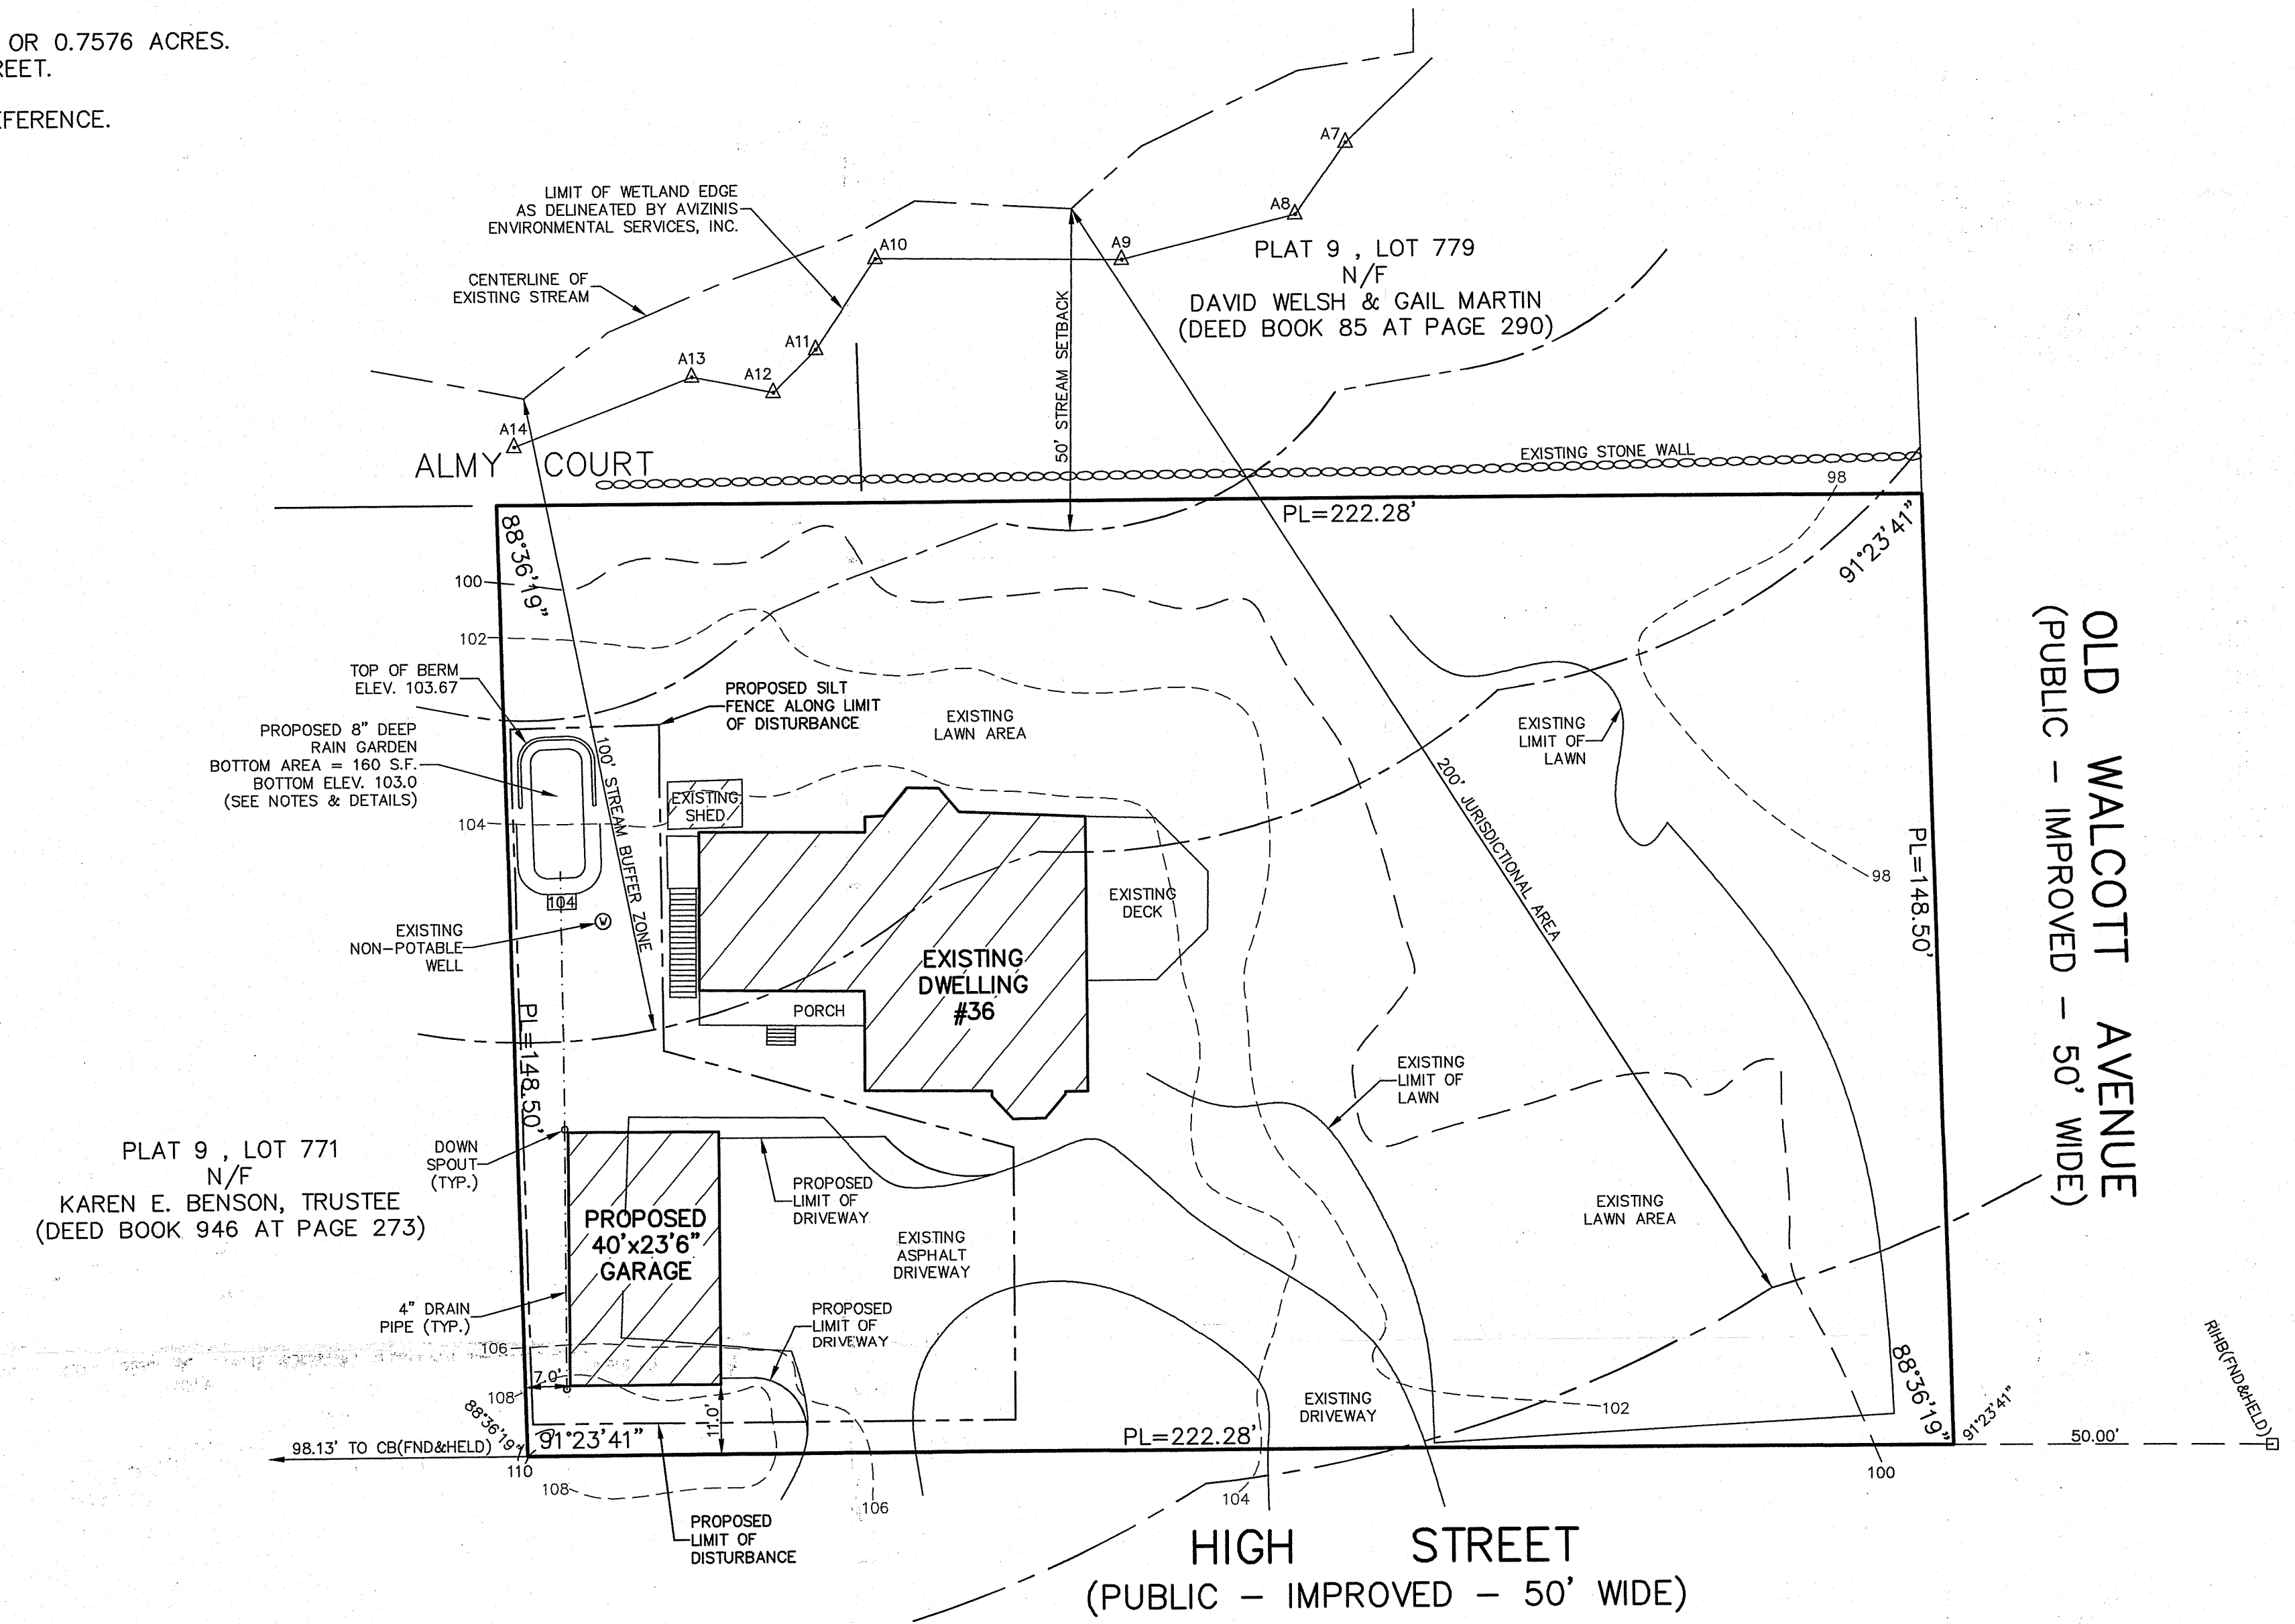 OR 0.7576 ACRES.
REET.
EFERENCE.
LIMIT OF WETLAND EDGE
AS DELINEATED BY AVIZINIS
ENVIRONMENTAL SERVICES, INC.
CENTERLINE OF
EXISTING STREAM
A7
A8
A9
A10
A11
A12
A13
A14
PLAT 9 , LOT 779
N/F
DAVID WELSH & GAIL MARTIN
(DEED BOOK 85 AT PAGE 290)
50' STREAM SETBACK
ALMY COURT
EXISTING STONE WALL
98
PL=222.28'
88°36'19"
91°23'41"
100
102
TOP OF BERM
ELEV. 103.67
PROPOSED 8" DEEP
RAIN GARDEN
BOTTOM AREA = 160 S.F.
BOTTOM ELEV. 103.0
(SEE NOTES & DETAILS)
104
PROPOSED SILT
FENCE ALONG LIMIT
OF DISTURBANCE
EXISTING
LAWN AREA
EXISTING
LIMIT OF
LAWN
100' STREAM BUFFER ZONE
EXISTING
SHED
200' JURISDICTIONAL AREA
98
PL=148.50'
OLD WALCOTT AVENUE
(PUBLIC - IMPROVED - 50' WIDE)
104
EXISTING
NON-POTABLE
WELL
W
EXISTING
DECK
EXISTING
DWELLING
#36
PORCH
PL=148.50'
EXISTING
LIMIT OF
LAWN
PLAT 9 , LOT 771
N/F
KAREN E. BENSON, TRUSTEE
(DEED BOOK 946 AT PAGE 273)
DOWN
SPOUT
(TYP.)
PROPOSED
LIMIT OF
DRIVEWAY
PROPOSED
40'x23'6"
GARAGE
EXISTING
ASPHALT
DRIVEWAY
EXISTING
LAWN AREA
4" DRAIN
PIPE (TYP.)
PROPOSED
LIMIT OF
DRIVEWAY
106
7.0'
108
11.0'
88°36'19"
91°23'41"
98.13' TO CB(FND&HELD)
110
PL=222.28'
EXISTING
DRIVEWAY
102
88°36'19"
91°23'41"
50.00'
RIHB(FND&HELD)
100
108
106
104
PROPOSED
LIMIT OF
DISTURBANCE
HIGH STREET
(PUBLIC - IMPROVED - 50' WIDE)